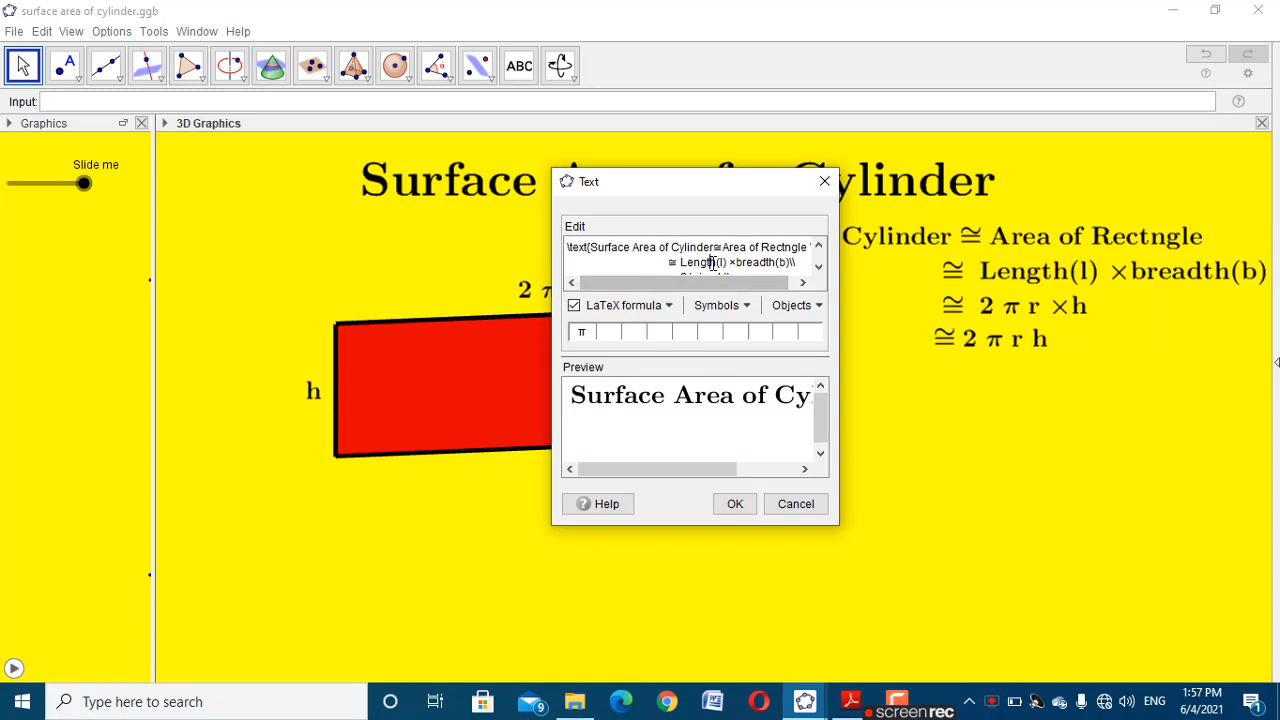 surface area of cylinder.ggb
File Edit View Options Tools Window Help
ABC
Input:
Graphics
3D Graphics
Slide me
Surface
Cylinder
Cylinder ≅ Area of Rectngle
≅ Length(l) ×breadth(b)
≅ 2 π r ×h
≅ 2 π r h
2 π
h
Text
Edit
\text{Surface Area of Cylinder≅Area of Rectngle
≅ Length(l) ×breadth(b)\\
LaTeX formula
Symbols
Objects
π
Preview
Surface Area of Cy
Help
OK
Cancel
Type here to search
9
ENG
1:57 PM
6/4/2021
screenrec